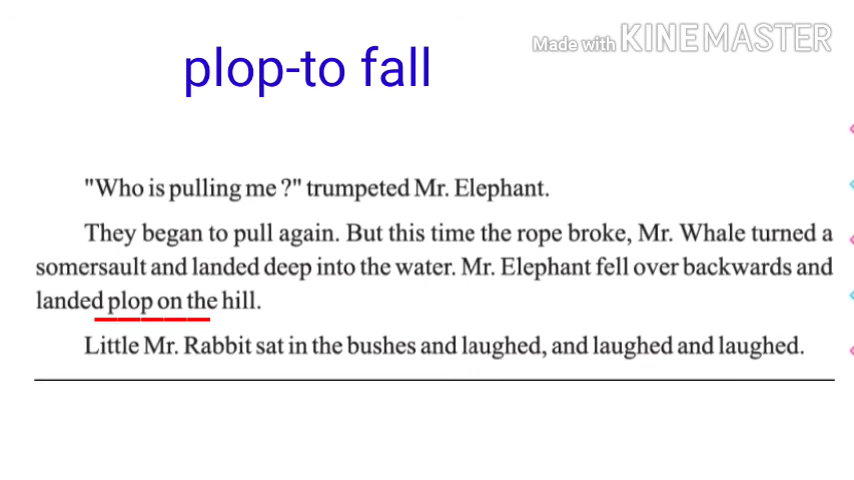 Made with KINEMASTER
plop-to fall
"Who is pulling me ?" trumpeted Mr. Elephant.
They began to pull again. But this time the rope broke, Mr. Whale turned a
somersault and landed deep into the water. Mr. Elephant fell over backwards and
landed plop on the hill.
Little Mr. Rabbit sat in the bushes and laughed, and laughed and laughed.